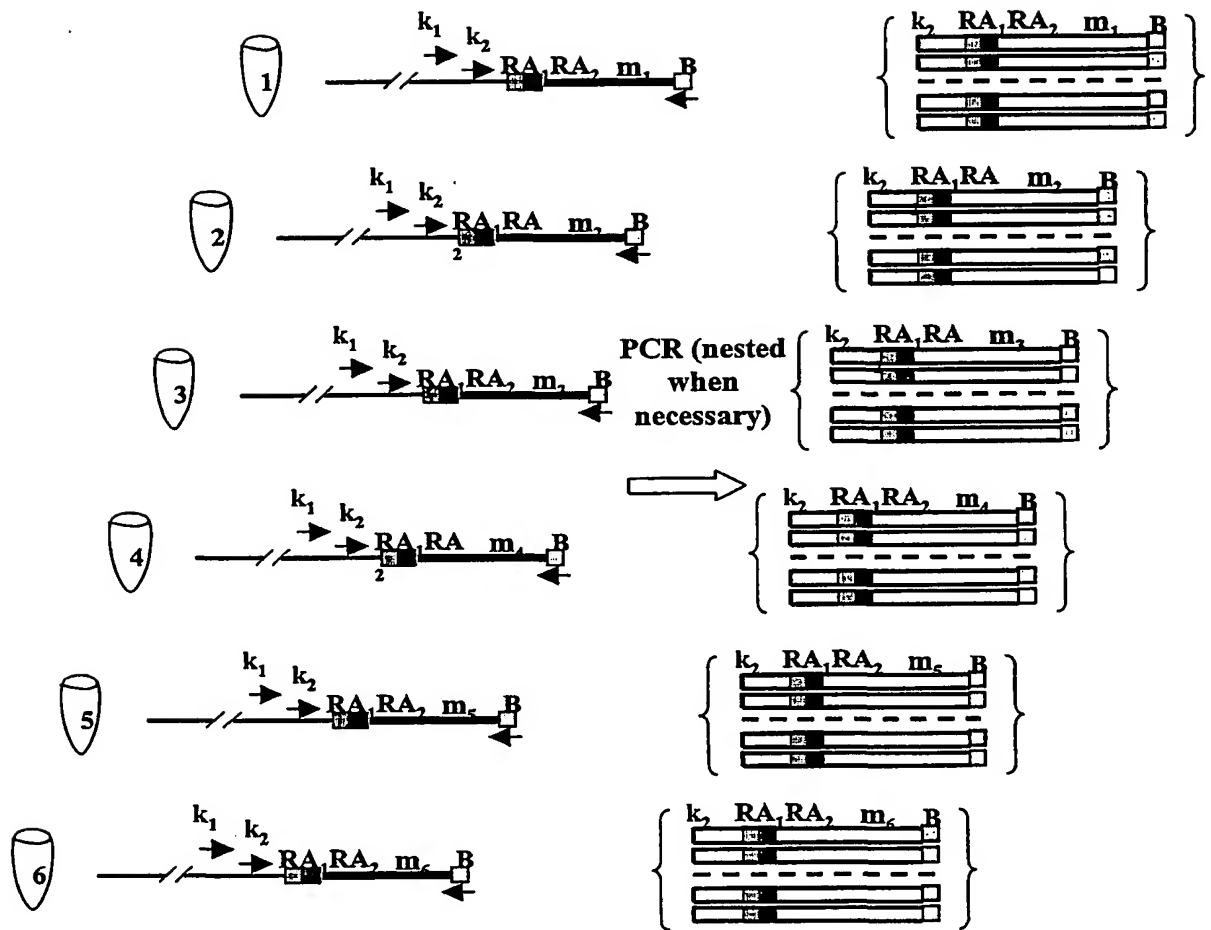 k₁ k₂ RA₁RA₂ m₁ B
1
k₂ RA₁RA₂ m₁ B
k₁ k₂ RA₁RA m₂ B
2
2
k₂ RA₁RA m₂ B
k₁ k₂ RA₁RA₂ m₃ B
3
PCR (nested
when
necessary)
k₂ RA₁RA m₃ B
k₁ k₂ RA₁RA m₄ B
4
2
k₂ RA₁RA₂ m₄ B
k₁ k₂ RA₁RA₂ m₅ B
5
k₂ RA₁RA₂ m₅ B
k₁ k₂ RA₁RA₂ m₆ B
6
k₂ RA₁RA₂ m₆ B